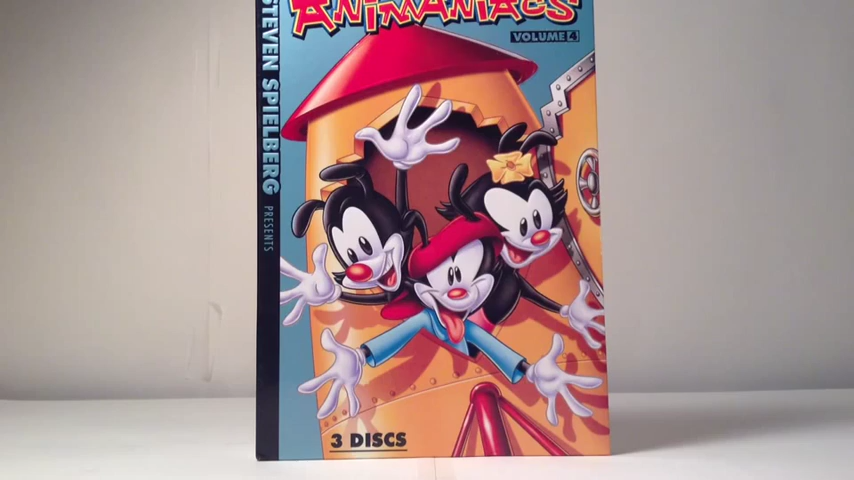 STEVEN SPIELBERG PRESENTS
ANIMANIACS
VOLUME 4
3 DISCS